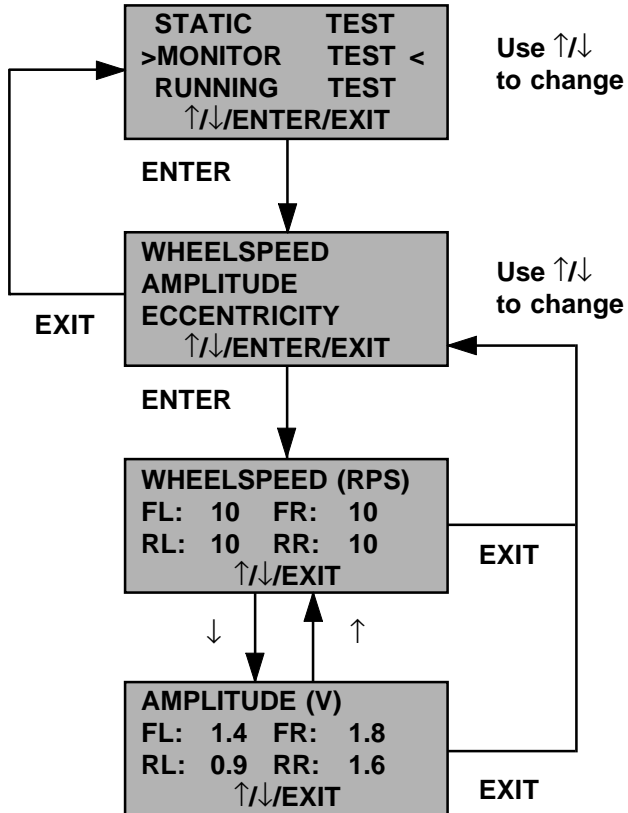 STATIC TEST
>MONITOR TEST <
RUNNING TEST
↑/↓/ENTER/EXIT
Use ↑/↓
to change
ENTER
WHEELSPEED
AMPLITUDE
ECCENTRICITY
↑/↓/ENTER/EXIT
Use ↑/↓
to change
EXIT
ENTER
WHEELSPEED (RPS)
FL: 10 FR: 10
RL: 10 RR: 10
↑/↓/EXIT
EXIT
↓ ↑
AMPLITUDE (V)
FL: 1.4 FR: 1.8
RL: 0.9 RR: 1.6
↑/↓/EXIT
EXIT